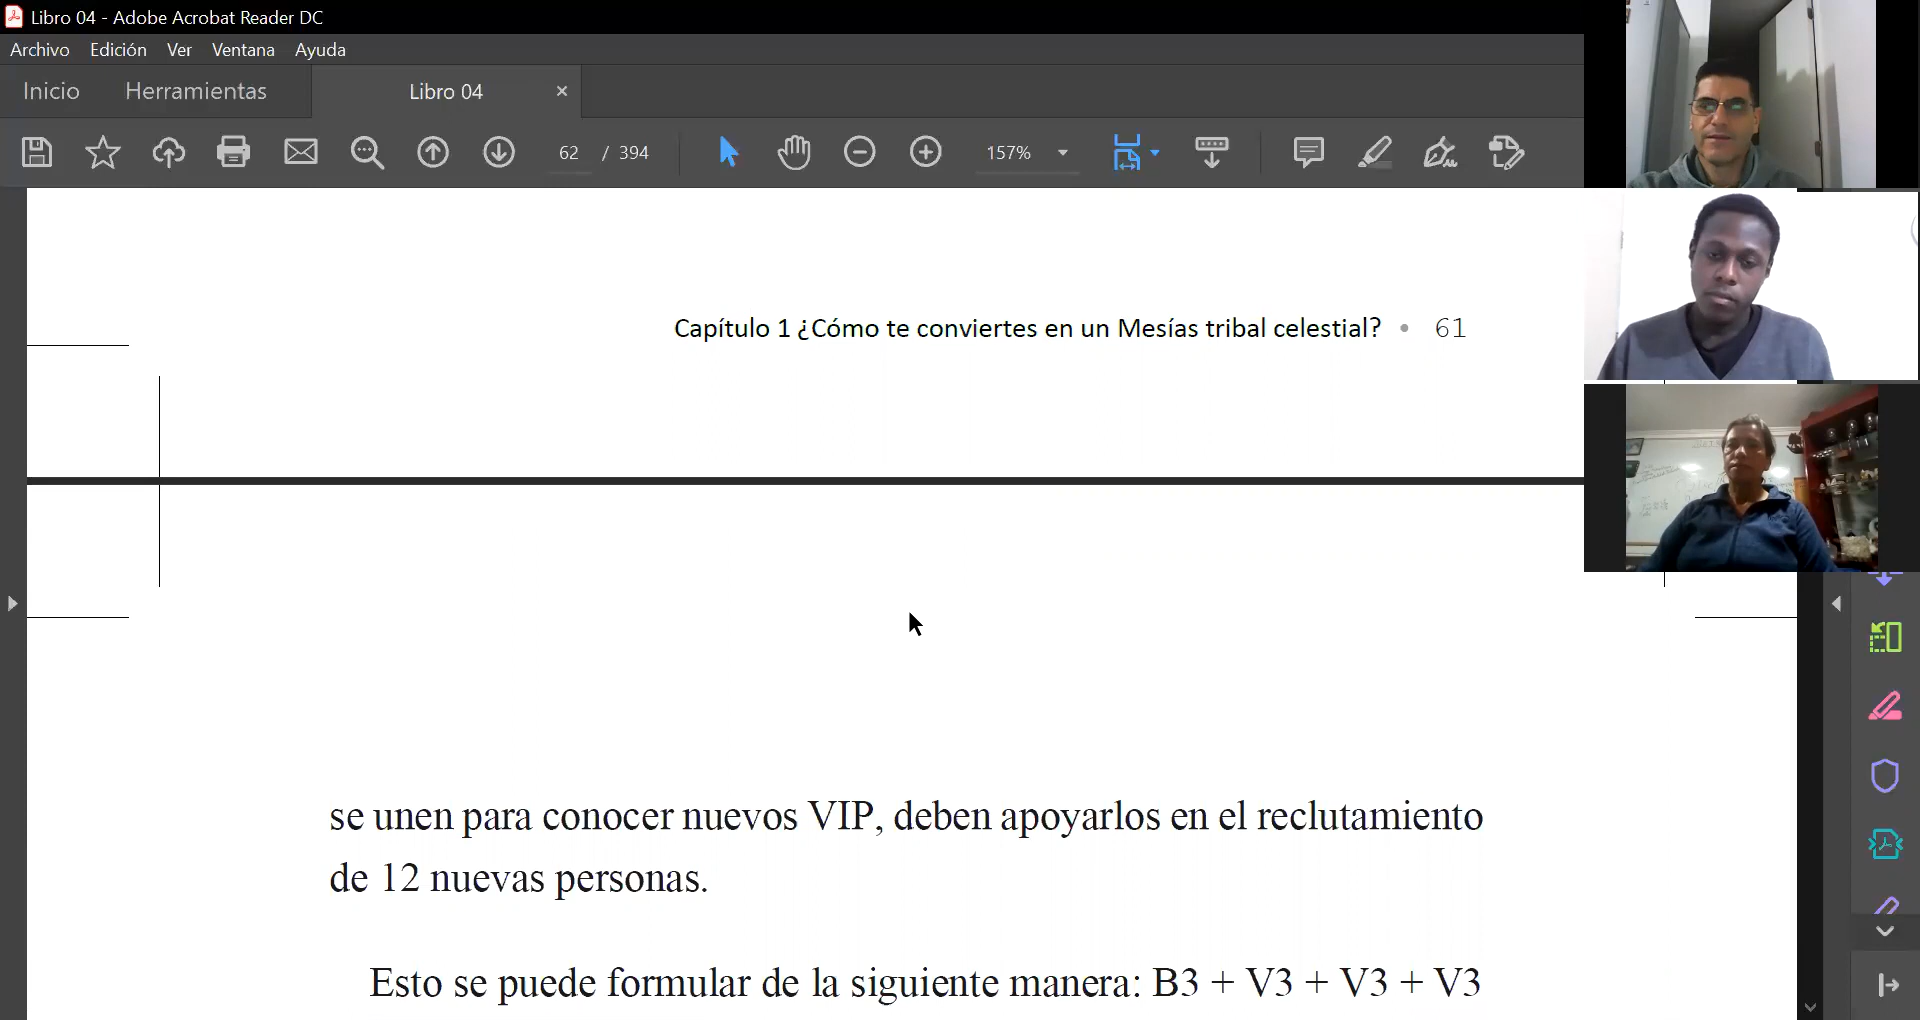 Libro 04 - Adobe Acrobat Reader DC
Archivo Edición Ver Ventana Ayuda
Inicio Herramientas Libro 04 ×
62 / 394 157%
Capítulo 1 ¿Cómo te conviertes en un Mesías tribal celestial? • 61
se unen para conocer nuevos VIP, deben apoyarlos en el reclutamiento
de 12 nuevas personas.
Esto se puede formular de la siguiente manera: B3 + V3 + V3 + V3